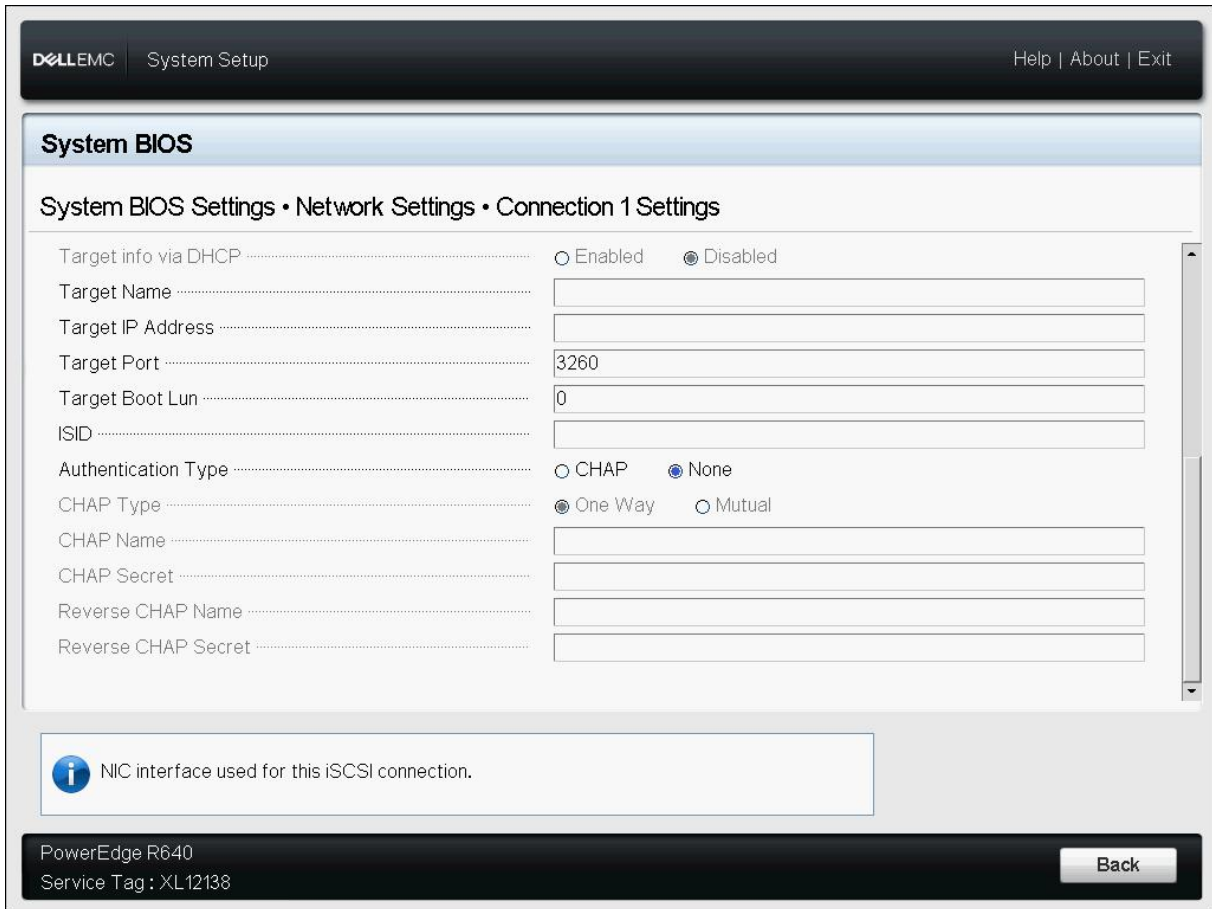 DELLEMC System Setup Help | About | Exit
System BIOS
System BIOS Settings • Network Settings • Connection 1 Settings
Target info via DHCP Enabled Disabled
Target Name
Target IP Address
Target Port 3260
Target Boot Lun 0
ISID
Authentication Type CHAP None
CHAP Type One Way Mutual
CHAP Name
CHAP Secret
Reverse CHAP Name
Reverse CHAP Secret
NIC interface used for this iSCSI connection.
PowerEdge R640
Service Tag : XL12138
Back